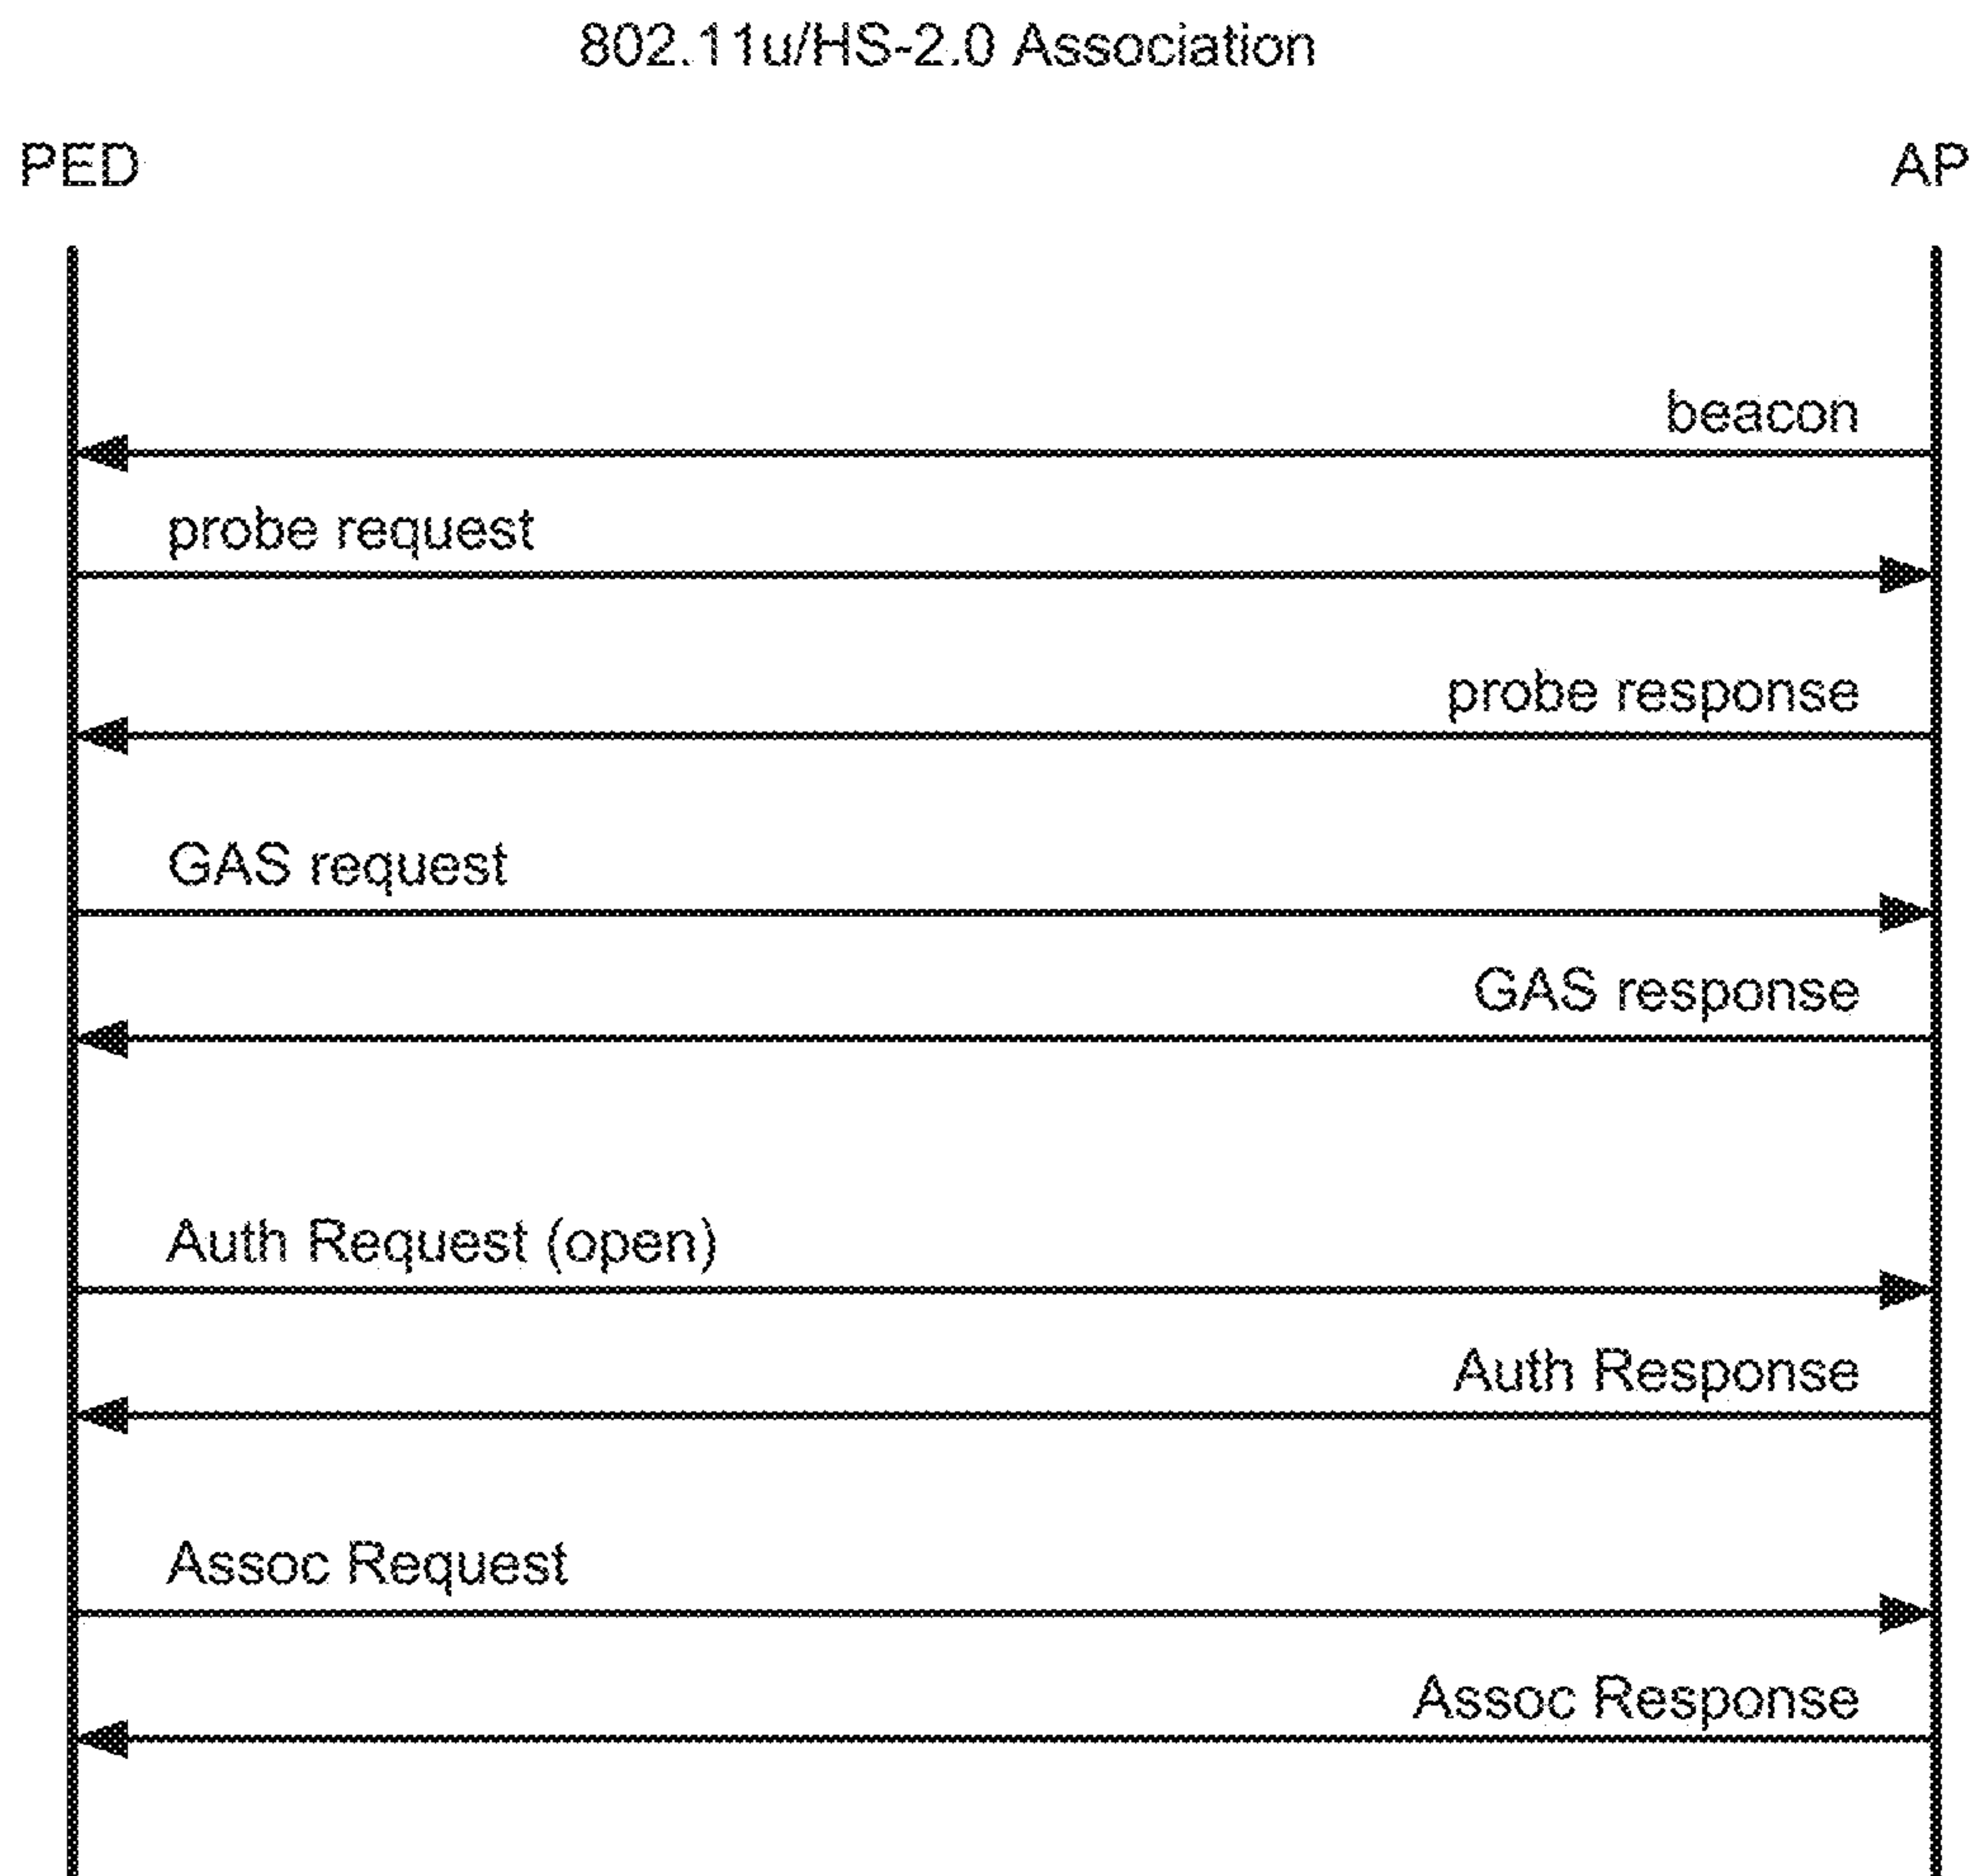 802.11u/HS-2.0 Association
PED
AP
beacon
probe request
probe response
GAS request
GAS response
Auth Request (open)
Auth Response
Assoc Request
Assoc Response